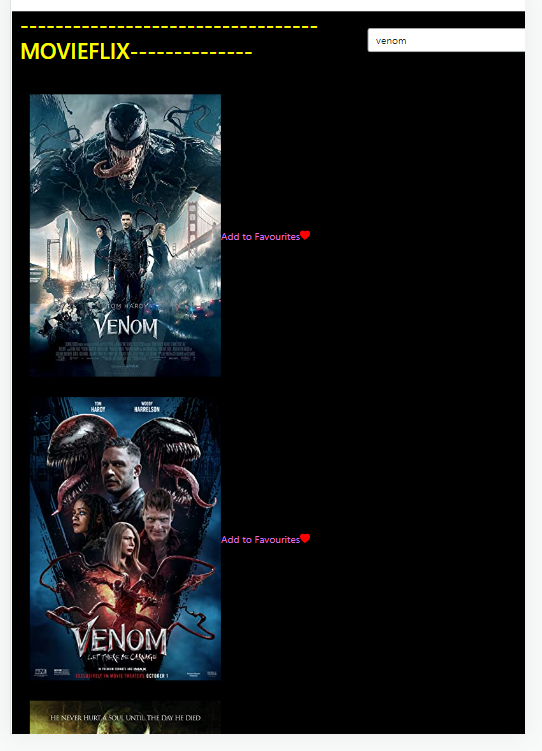 ----------------------------------
MOVIEFLIX--------------
venom
TOM HARDY
VENOM
Add to Favourites
TOM HARDY
WOODY HARRELSON
VENOM
LET THERE BE CARNAGE
EXCLUSIVELY IN MOVIE THEATERS OCTOBER 1
Add to Favourites
HE NEVER HURT A SOUL UNTIL THE DAY HE DIED